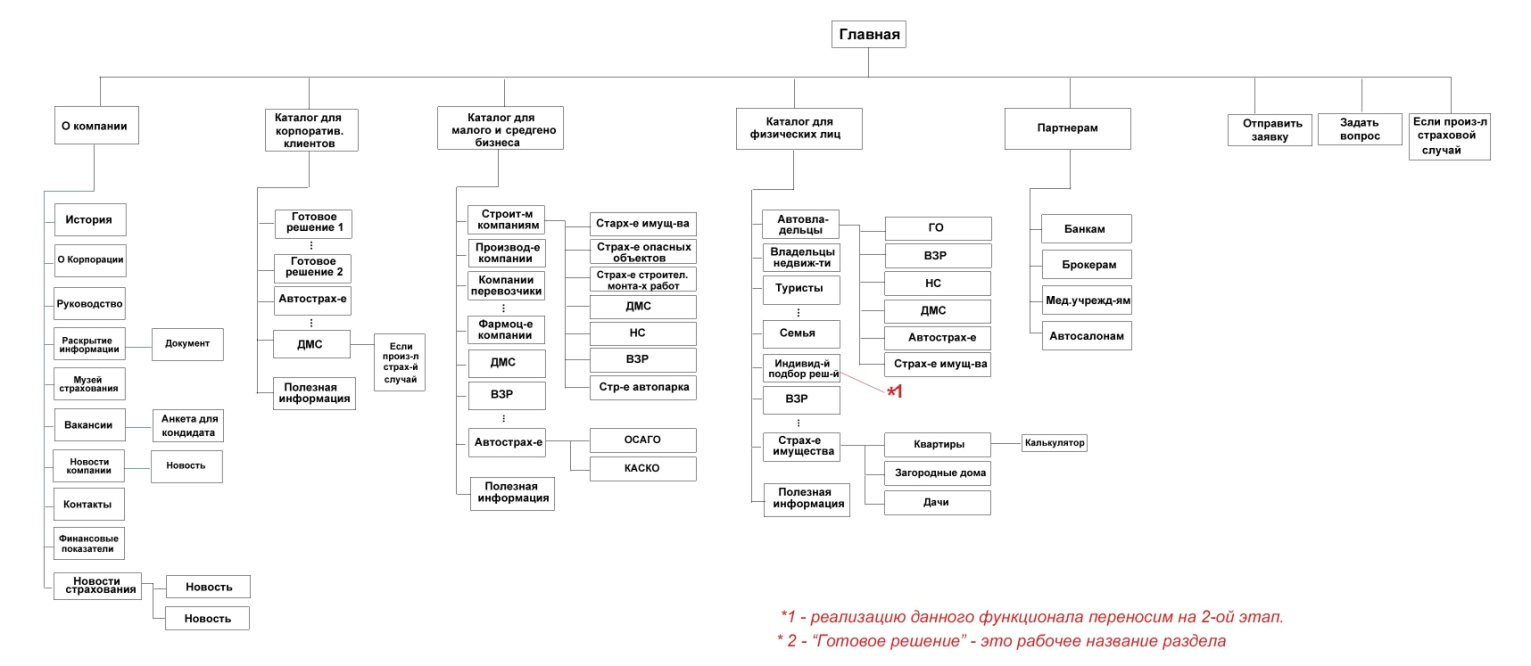 Главная
О компании
Каталог для
корпоратив.
клиентов
Каталог для
малого и средгено
бизнеса
Каталог для
физических лиц
Партнерам
Отправить
заявку
Задать
вопрос
Если произ-л
страховой
случай
История
О Корпорации
Руководство
Раскрытие
информации
Документ
Музей
страхования
Вакансии
Анкета для
кондидата
Новости
компании
Новость
Контакты
Финансовые
показатели
Новости
страхования
Новость
Новость
Готовое
решение 1
⋮
Готовое
решение 2
Автострах-е
⋮
ДМС
Если
произ-л
страх-й
случай
Полезная
информация
Строит-м
компаниям
Производ-е
компании
Компании
перевозчики
⋮
Фармоц-е
компании
ДМС
ВЗР
⋮
Автострах-е
Полезная
информация
Старх-е имущ-ва
Страх-е опасных
объектов
Страх-е строител.
монта-х работ
ДМС
НС
ВЗР
Стр-е автопарка
ОСАГО
КАСКО
Автовла-
дельцы
Владельцы
недвиж-ти
Туристы
⋮
Семья
Индивид-й
подбор реш-й
*1
ВЗР
⋮
Страх-е
имущества
Полезная
информация
ГО
ВЗР
НС
ДМС
Автострах-е
Страх-е имущ-ва
Квартиры
Калькулятор
Загородные дома
Дачи
Банкам
Брокерам
Мед.учрежд-ям
Автосалонам
*1 - реализацию данного функционала переносим на 2-ой этап.
* 2 - “Готовое решение” - это рабочее название раздела